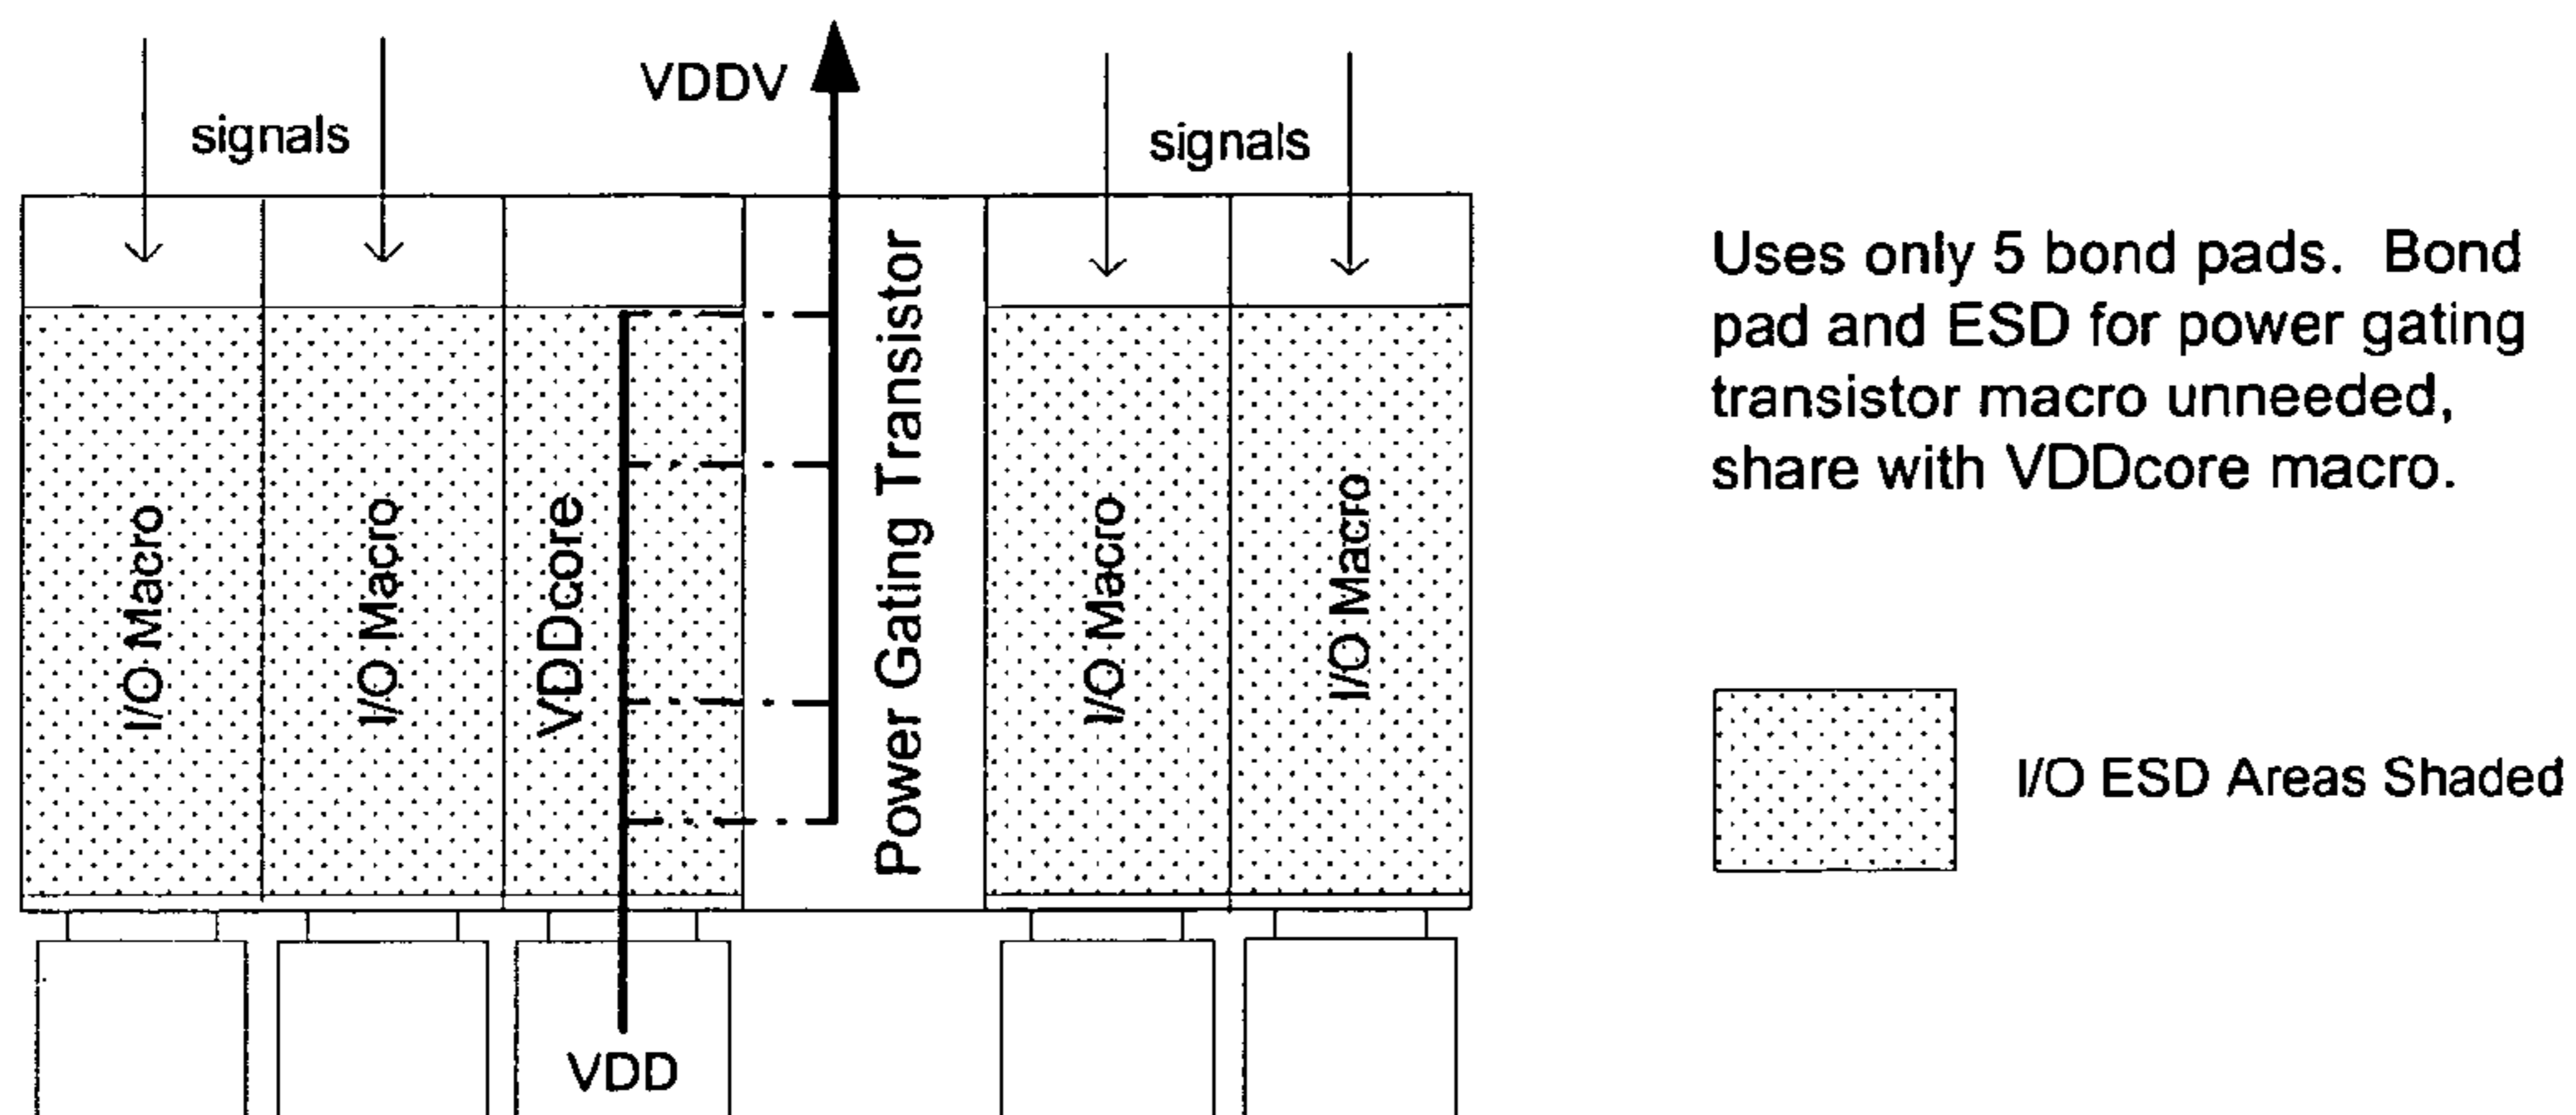 VDDV
signals
signals
I/O Macro
I/O Macro
VDDcore
Power Gating Transistor
I/O Macro
I/O Macro
VDD
Uses only 5 bond pads. Bond
pad and ESD for power gating
transistor macro unneeded,
share with VDDcore macro.
I/O ESD Areas Shaded